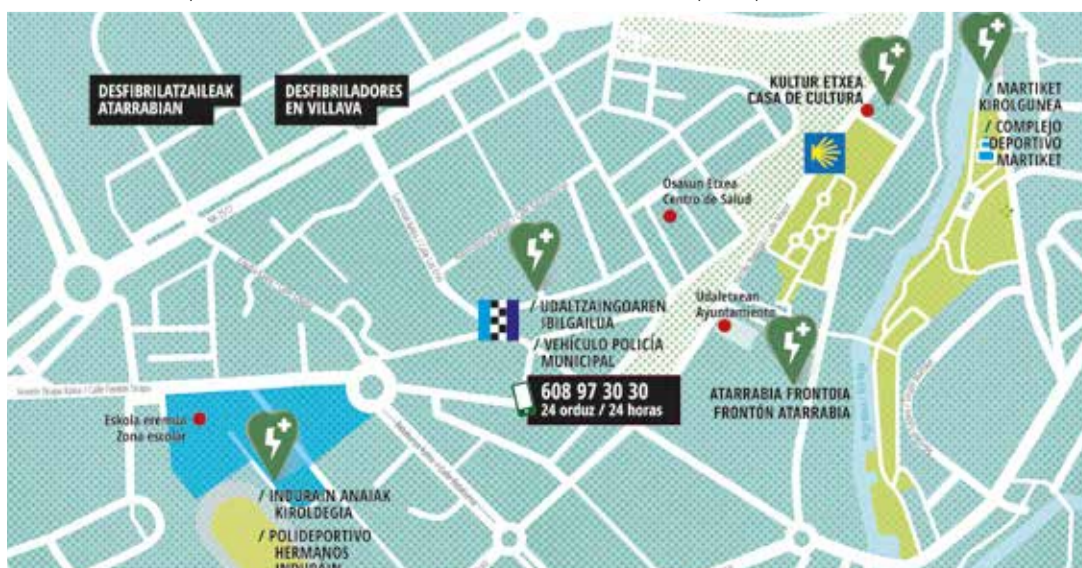 DESFIBRILATZAILEAK
ATARRABIAN
DESFIBRILADORES
EN VILLAVA
KULTUR ETXEA
CASA DE CULTURA
/ MARTIKET
KIROLGUNEA
/ COMPLEJO
DEPORTIVO
MARTIKET
Osasun Etxea
Centro de Salud
/ UDALTZAINGOAREN
IBILGAILUA
/ VEHÍCULO POLICÍA
MUNICIPAL
608 97 30 30
24 orduz / 24 horas
Udaletxean
Ayuntamiento
ATARRABIA FRONTOIA
FRONTÓN ATARRABIA
Eskola eremua
Zona escolar
/ INDURAIN ANAIAK
KIROLDEGIA
/ POLIDEPORTIVO
HERMANOS
INDURAIN